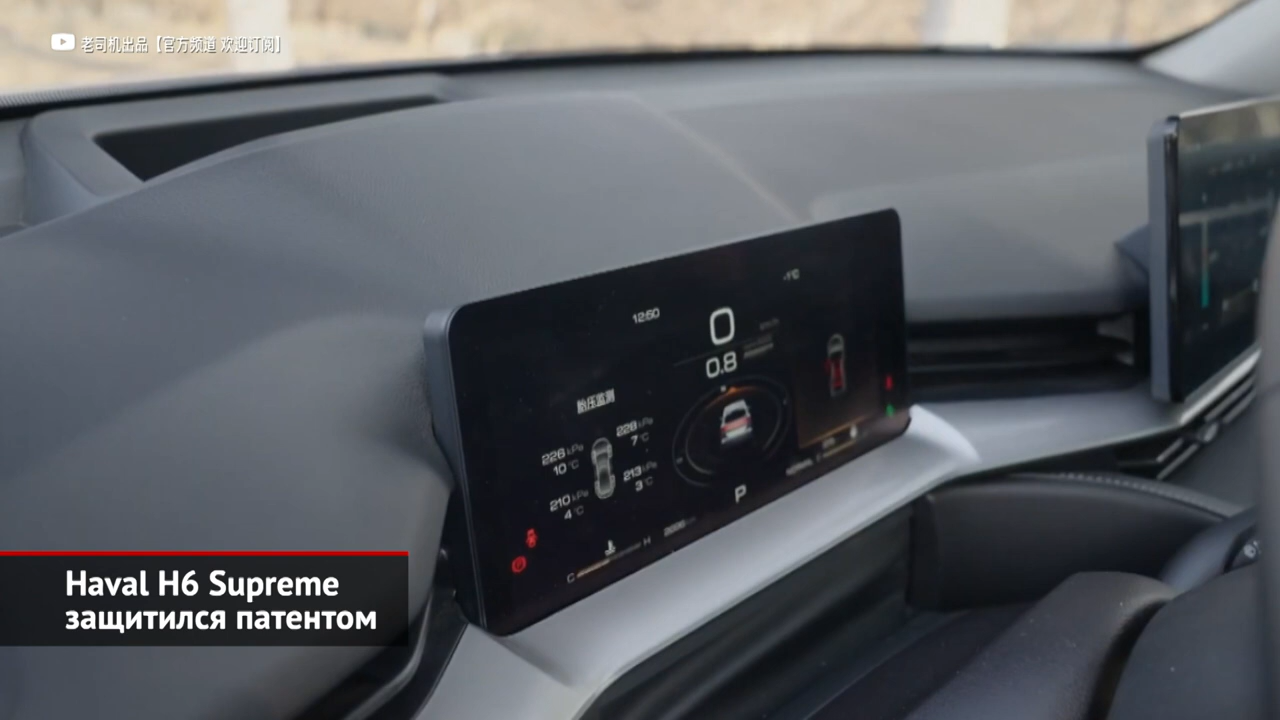 老司机出品【官方频道 欢迎订阅】
-1°C
12:50
0
0.8
胎压监测
226 kPa
228 kPa
10 °C
7 °C
210 kPa
213 kPa
4 °C
3 °C
P
C
H
Haval H6 Supreme
защитился патентом